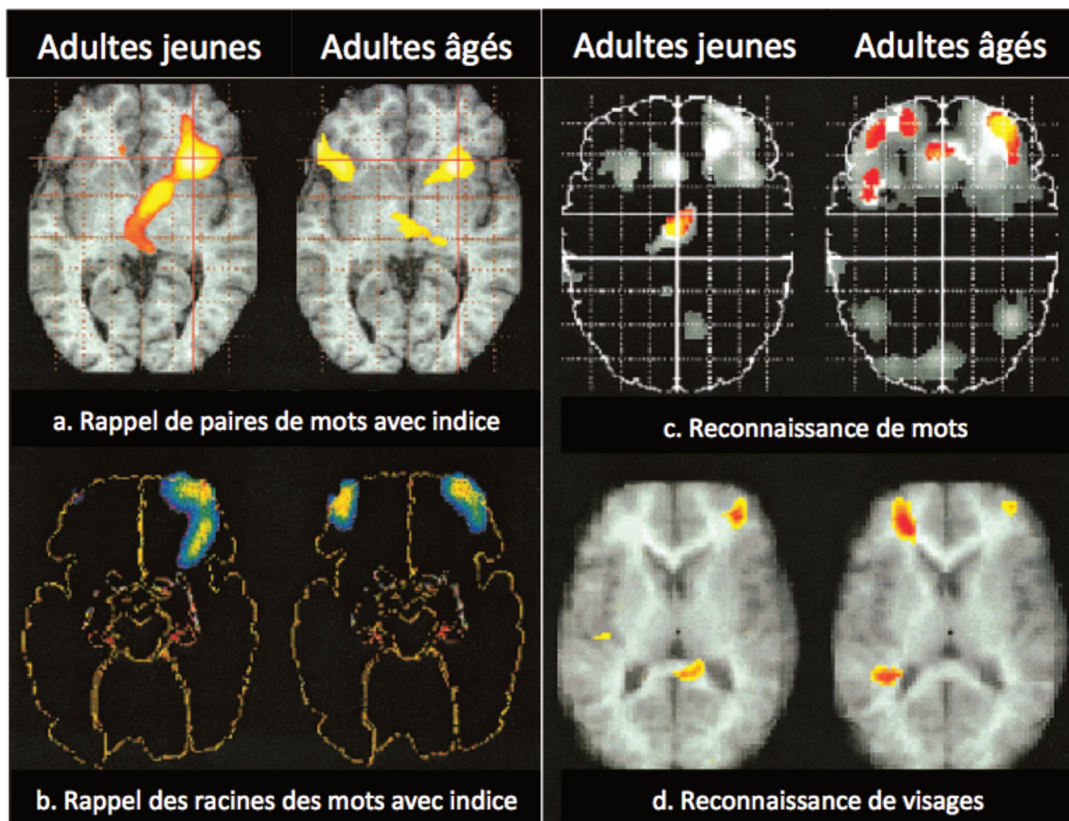 Adultes jeunes
Adultes âgés
Adultes jeunes
Adultes âgés
a. Rappel de paires de mots avec indice
c. Reconnaissance de mots
b. Rappel des racines des mots avec indice
d. Reconnaissance de visages